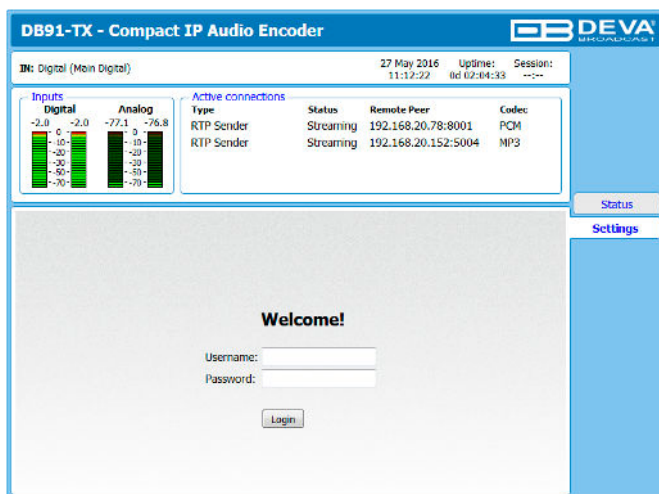 DB91-TX - Compact IP Audio Encoder
DB DEVA
BROADCAST
IN: Digital (Main Digital)
27 May 2016 Uptime: Session:
11:12:22 0d 02:04:33 --:--
Inputs
Digital Analog
-2.0 -2.0 -77.1 -76.8
- 0 - - 0 -
-10- -10-
-20- -20-
-30- -30-
-50- -50-
-70- -70-
Active connections
Type Status Remote Peer Codec
RTP Sender Streaming 192.168.20.78:8001 PCM
RTP Sender Streaming 192.168.20.152:5004 MP3
Status
Settings
Welcome!
Username:
Password:
Login